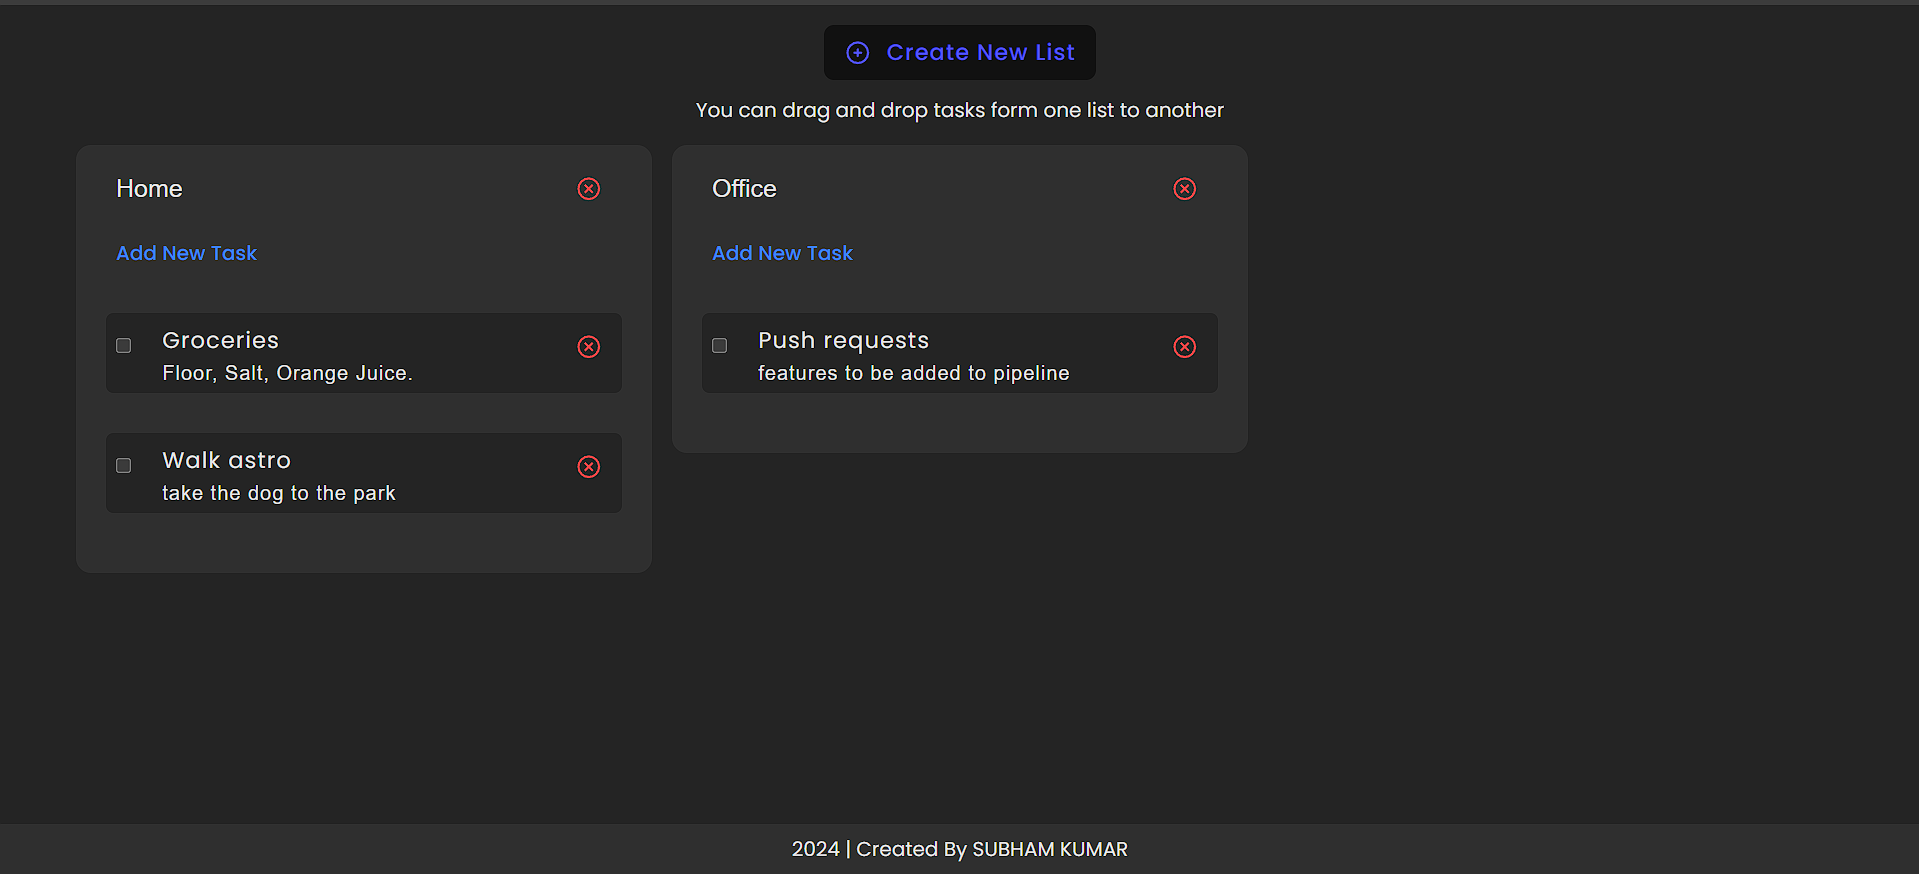 Create New List
You can drag and drop tasks form one list to another
Home
Add New Task
Groceries
Floor, Salt, Orange Juice.
Walk astro
take the dog to the park
Office
Add New Task
Push requests
features to be added to pipeline
2024 | Created By SUBHAM KUMAR